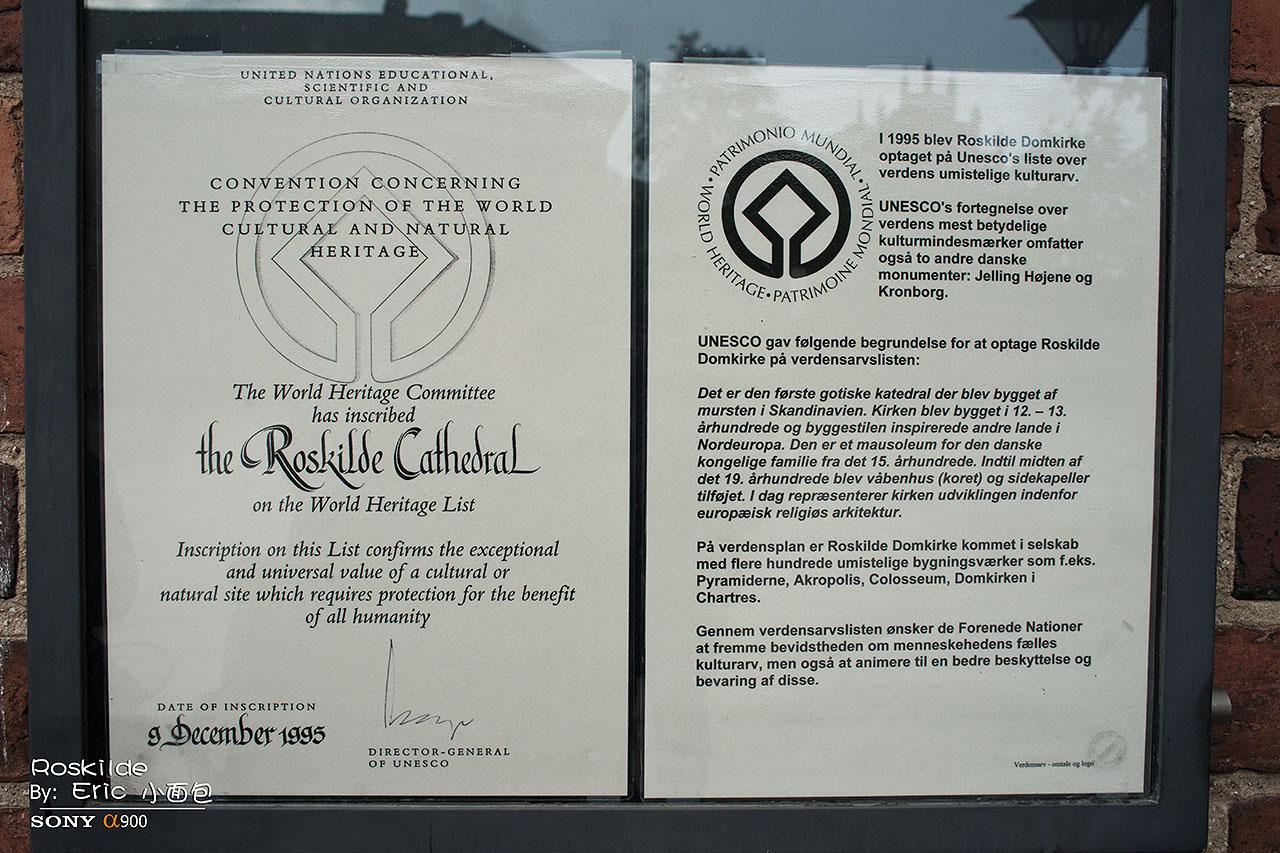 UNITED NATIONS EDUCATIONAL,
SCIENTIFIC AND
CULTURAL ORGANIZATION
CONVENTION CONCERNING
THE PROTECTION OF THE WORLD
CULTURAL AND NATURAL
HERITAGE
The World Heritage Committee
has inscribed
the Roskilde Cathedral
on the World Heritage List
Inscription on this List confirms the exceptional
and universal value of a cultural or
natural site which requires protection for the benefit
of all humanity
DATE OF INSCRIPTION
9 December 1995
DIRECTOR-GENERAL
OF UNESCO
WORLD HERITAGE • PATRIMONIO MUNDIAL • PATRIMOINE MONDIAL •
I 1995 blev Roskilde Domkirke
optaget på Unesco's liste over
verdens umistelige kulturarv.
UNESCO's fortegnelse over
verdens mest betydelige
kulturmindesmærker omfatter
også to andre danske
monumenter: Jelling Højene og
Kronborg.
UNESCO gav følgende begrundelse for at optage Roskilde
Domkirke på verdensarvslisten:
Det er den første gotiske katedral der blev bygget af
mursten i Skandinavien. Kirken blev bygget i 12. – 13.
århundrede og byggestilen inspirerede andre lande i
Nordeuropa. Den er et mausoleum for den danske
kongelige familie fra det 15. århundrede. Indtil midten af
det 19. århundrede blev våbenhus (koret) og sidekapeller
tilføjet. I dag repræsenterer kirken udviklingen indenfor
europæisk religiøs arkitektur.
På verdensplan er Roskilde Domkirke kommet i selskab
med flere hundrede umistelige bygningsværker som f.eks.
Pyramiderne, Akropolis, Colosseum, Domkirken i
Chartres.
Gennem verdensarvslisten ønsker de Forenede Nationer
at fremme bevidstheden om menneskehedens fælles
kulturarv, men også at animere til en bedre beskyttelse og
bevaring af disse.
Verdensarv - omtale og logo
Roskilde
By: Eric 小面包
SONY α900